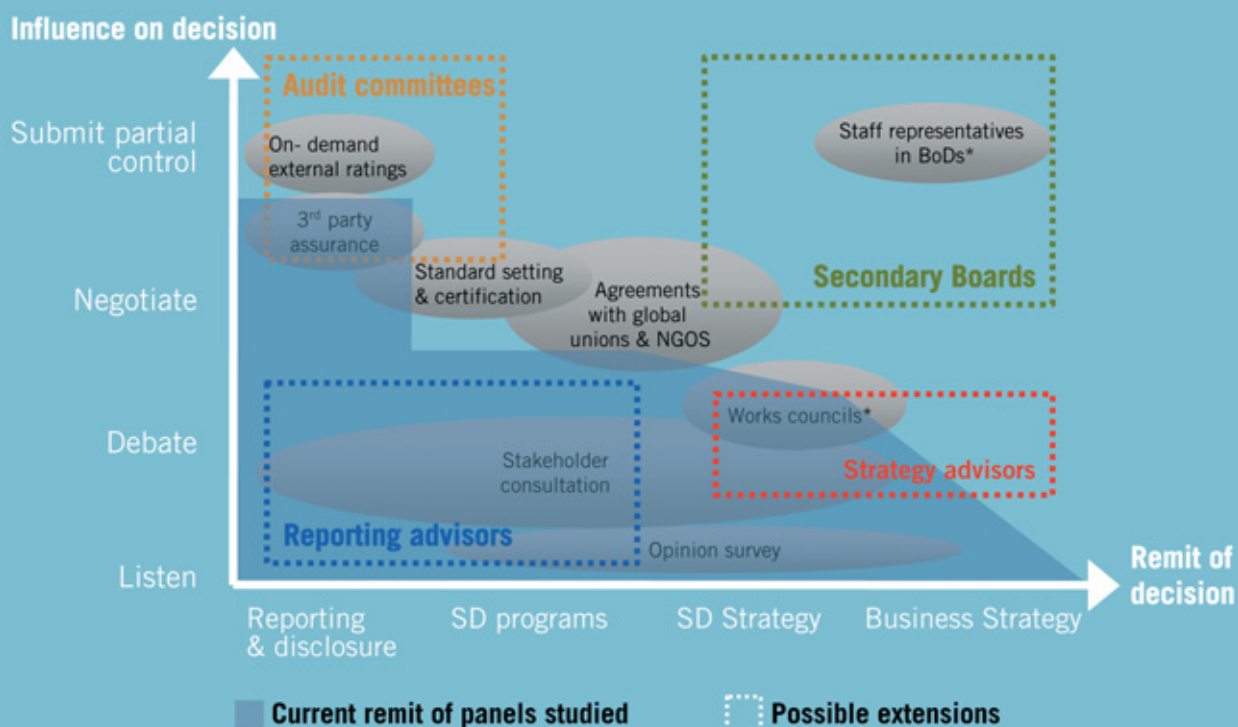 Influence on decision
Audit committees
Submit partial
control
On- demand
external ratings
Staff representatives
in BoDs*
3rd party
assurance
Negotiate
Standard setting
& certification
Agreements
with global
unions & NGOS
Secondary Boards
Debate
Works councils*
Stakeholder
consultation
Strategy advisors
Reporting advisors
Opinion survey
Listen
Remit of
decision
Reporting
& disclosure
SD programs
SD Strategy
Business Strategy
Current remit of panels studied
Possible extensions